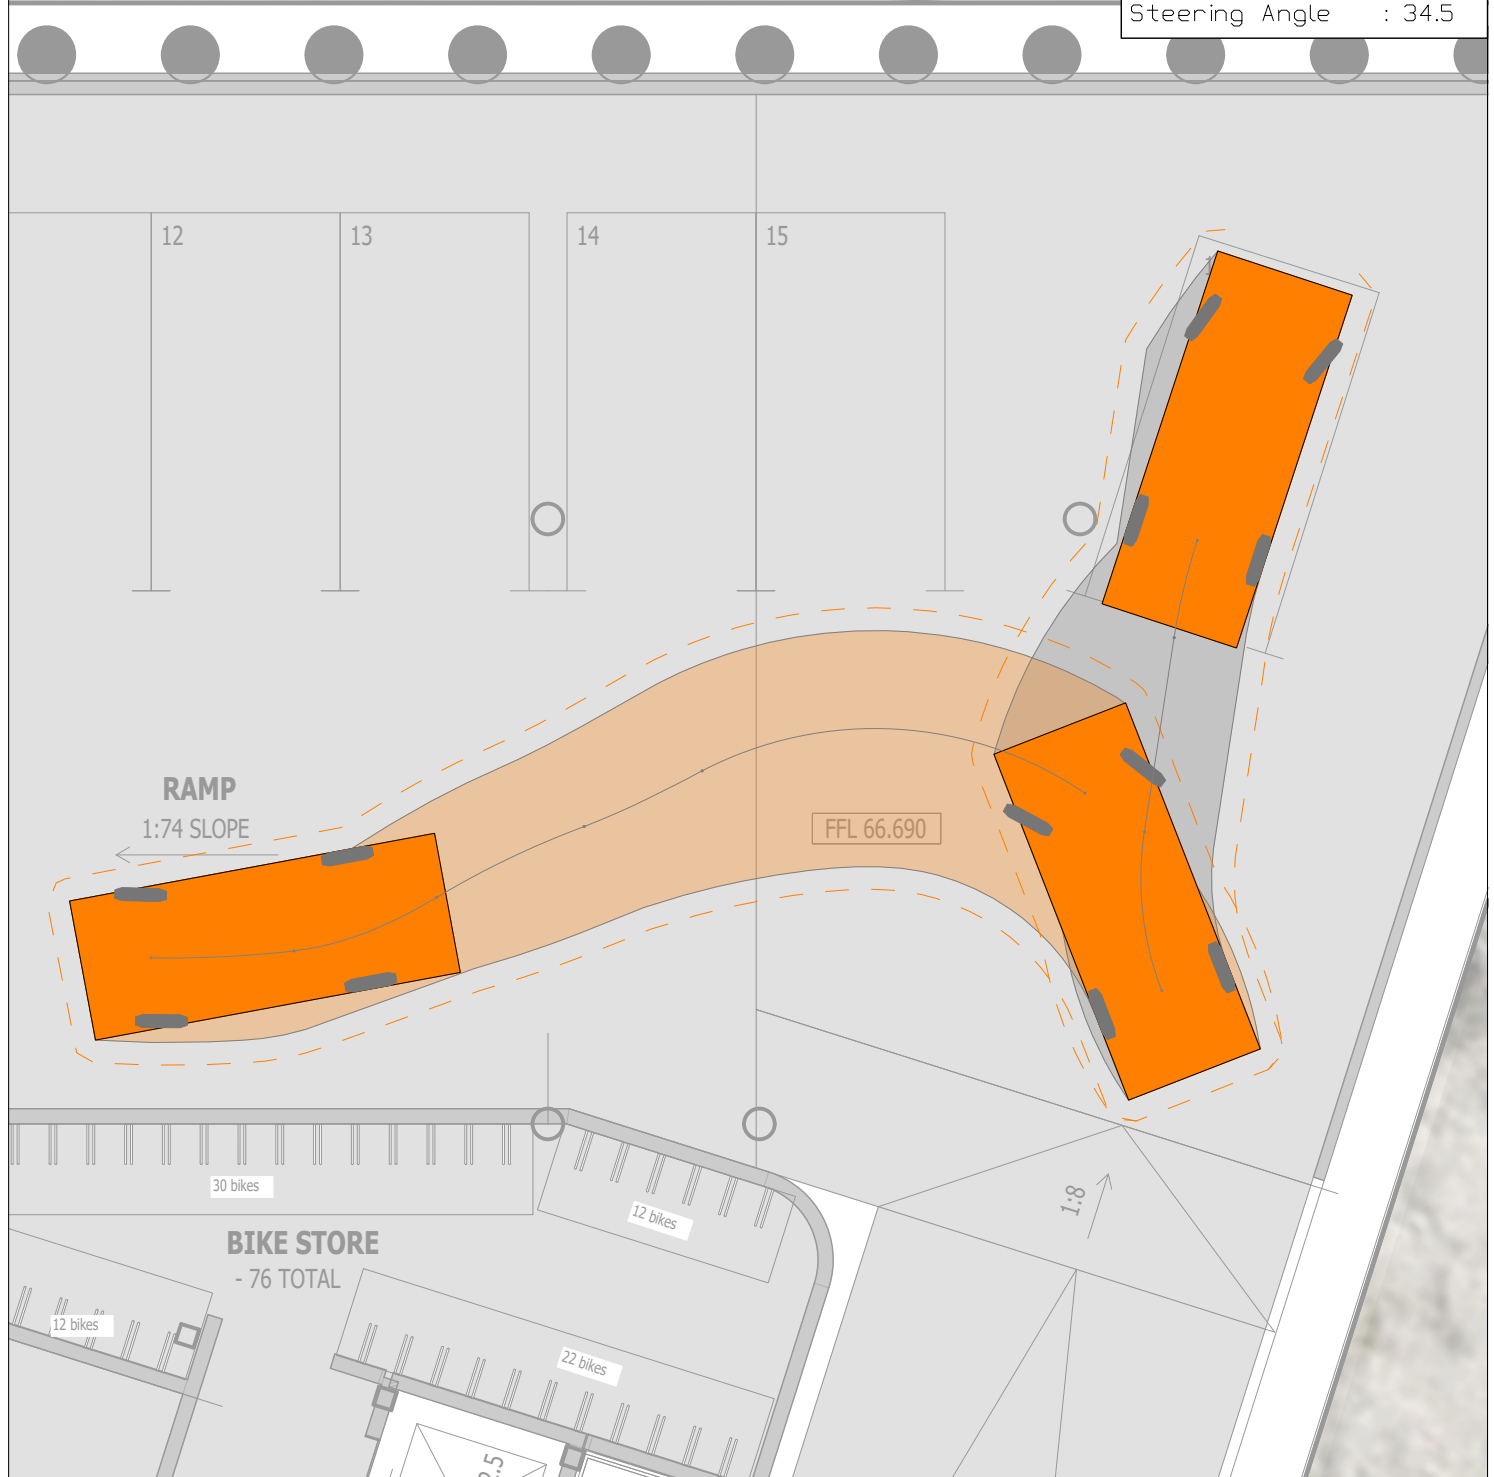 Steering Angle : 34.5
12
13
14
15
RAMP
1:74 SLOPE
FFL 66.690
30 bikes
12 bikes
1:8
BIKE STORE
- 76 TOTAL
12 bikes
22 bikes